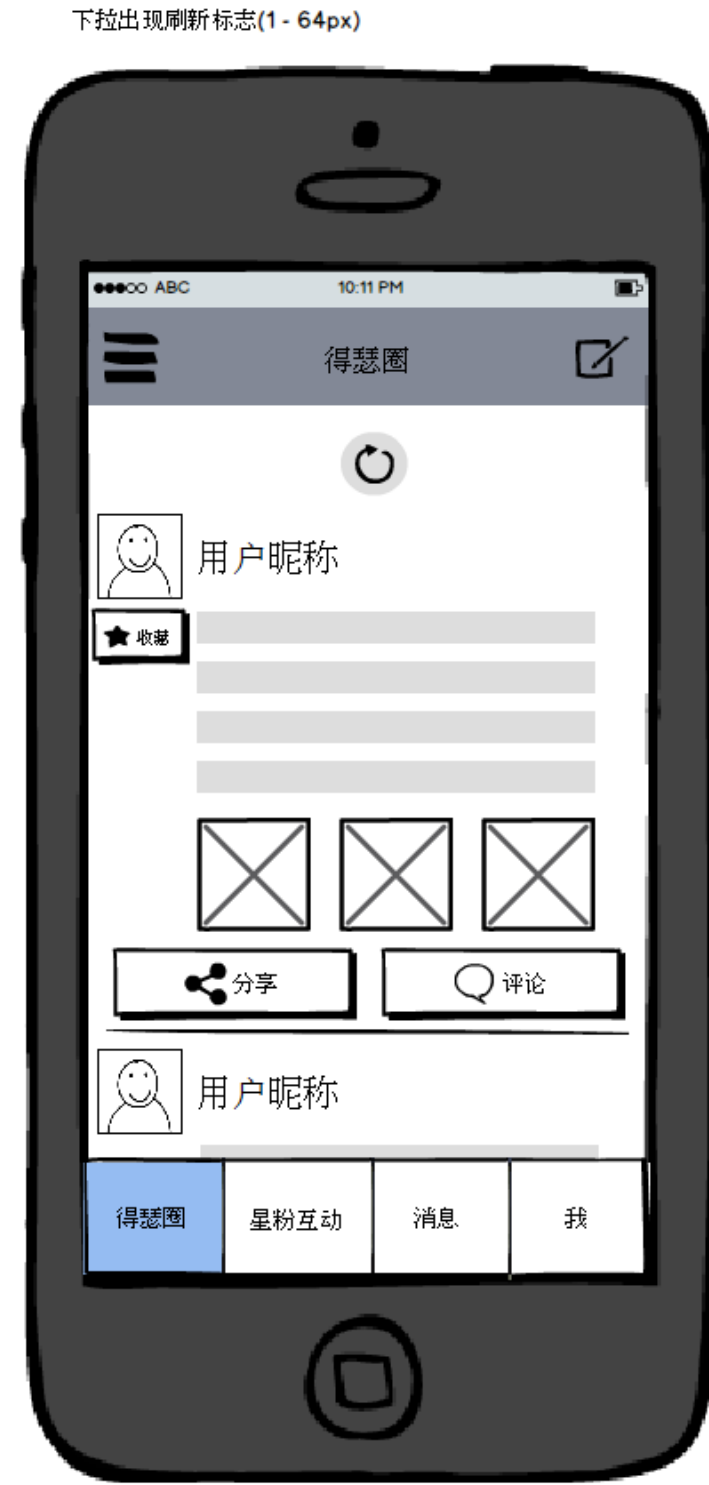 下拉出现刷新标志(1 - 64px)
ABC 10:11 PM
得瑟圈
用户昵称
收藏
分享 评论
用户昵称
得瑟圈 星粉互动 消息 我